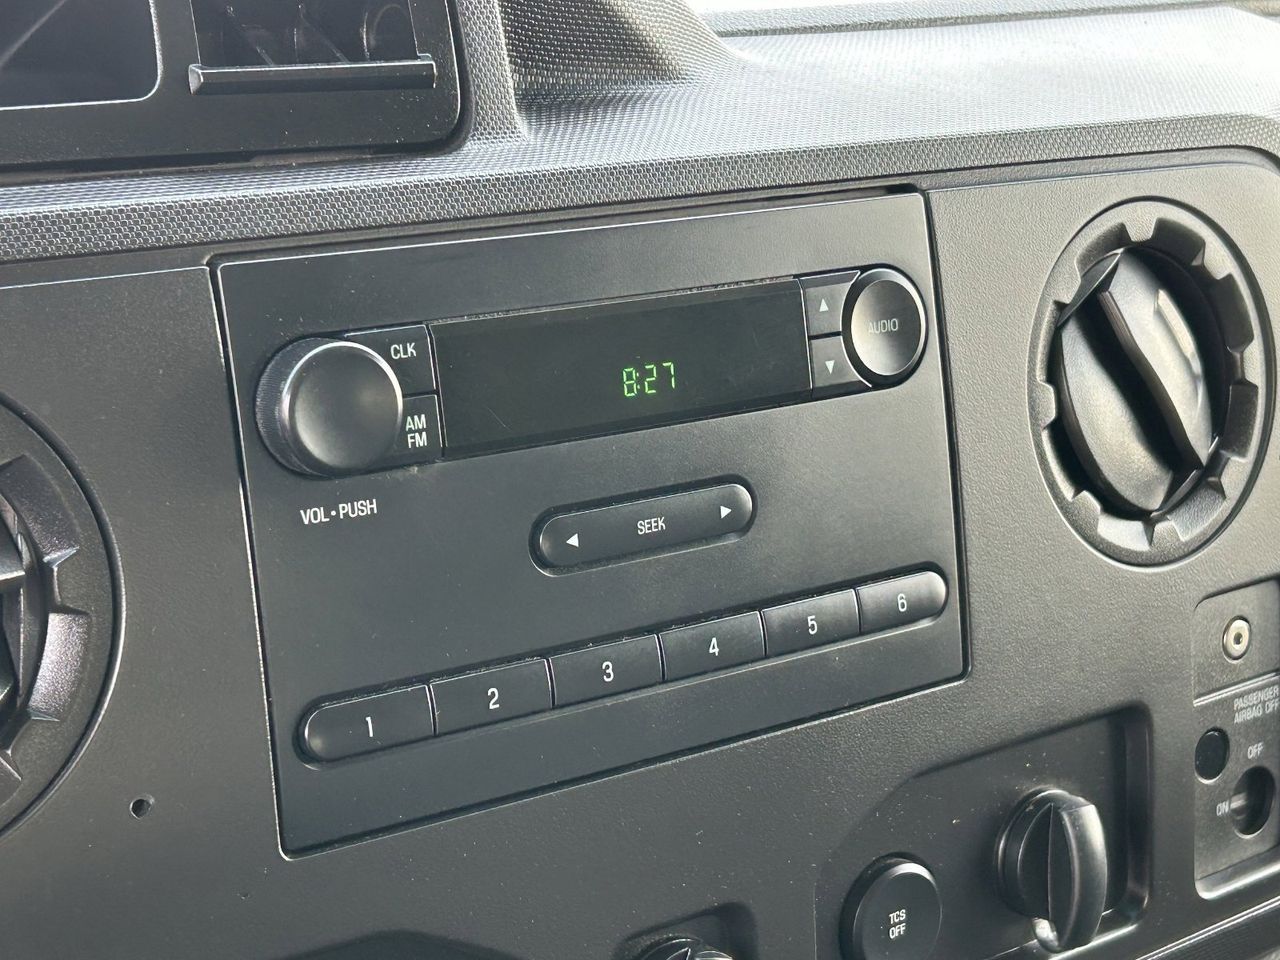 CLK
8:27
AUDIO
AM
FM
VOL•PUSH
SEEK
1
2
3
4
5
6
PASSENGER
AIRBAG OFF
OFF
ON
TCS
OFF